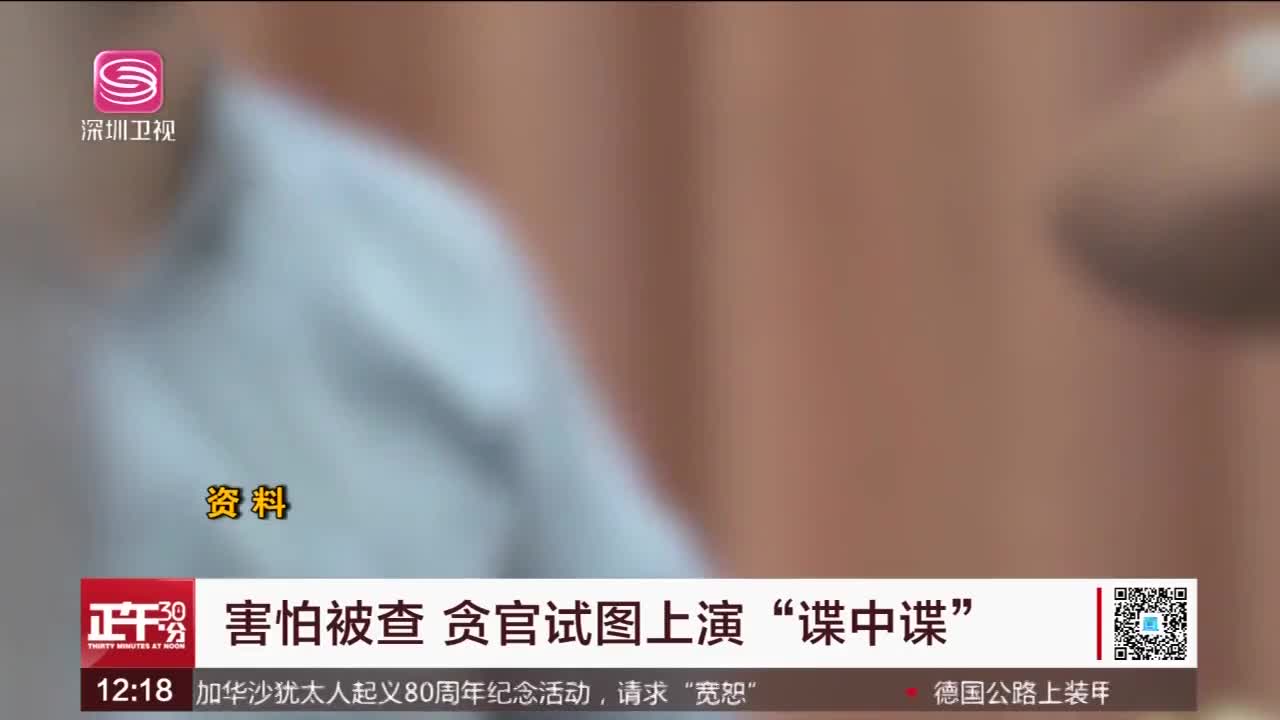 深圳卫视
资料
正午30分
THIRTY MINUTES AT NOON
害怕被查 贪官试图上演“谍中谍”
12:18
加华沙犹太人起义80周年纪念活动，请求“宽恕”
德国公路上装甲